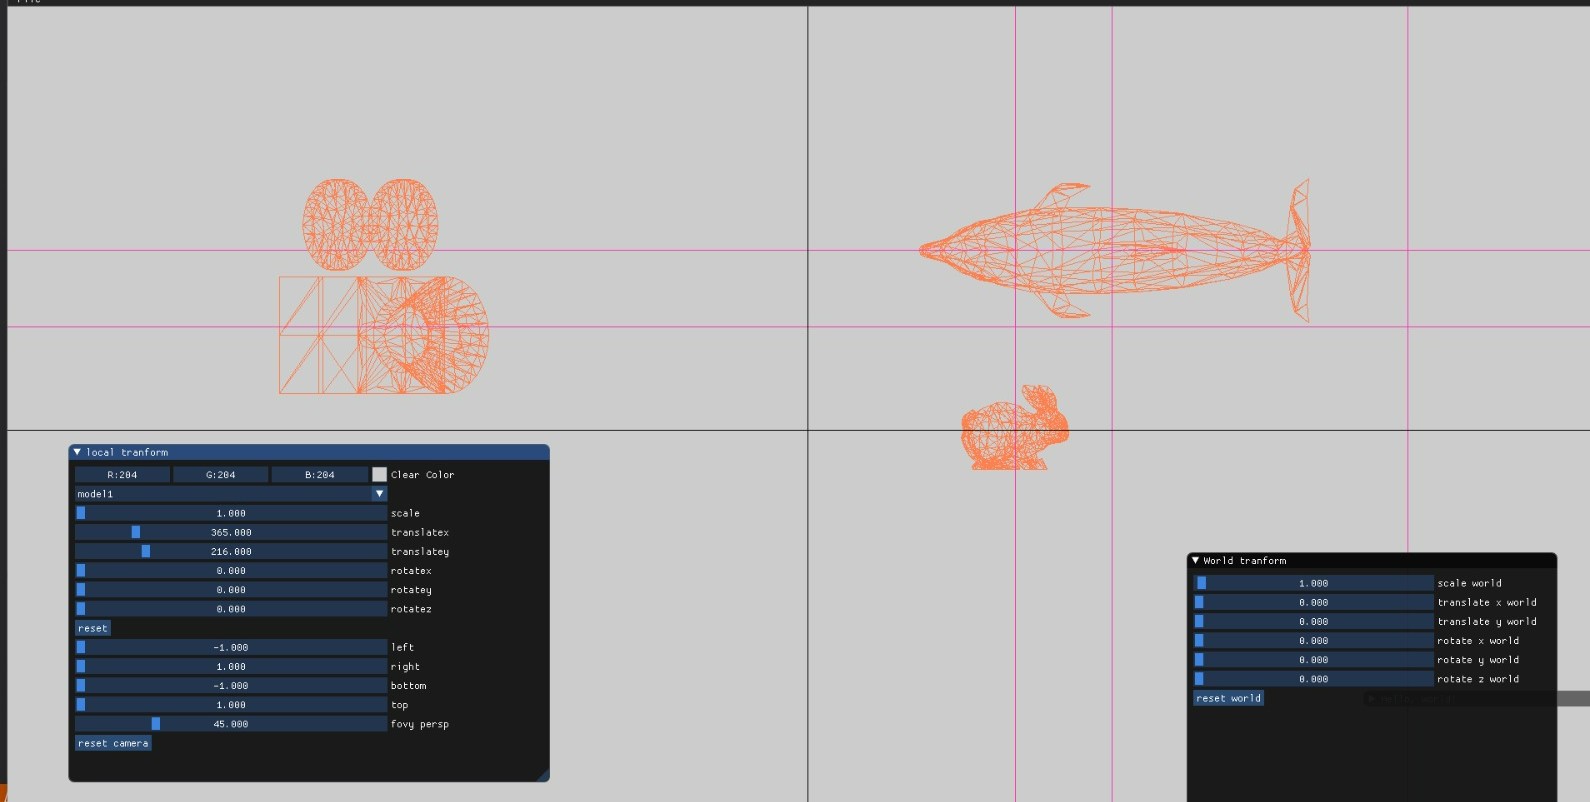 local tranform
R:204 G:204 B:204 Clear Color
model1
1.000 scale
365.000 translatex
216.000 translatey
0.000 rotatex
0.000 rotatey
0.000 rotatez
reset
-1.000 left
1.000 right
-1.000 bottom
1.000 top
45.000 fovy persp
reset camera
World tranform
1.000 scale world
0.000 translate x world
0.000 translate y world
0.000 rotate x world
0.000 rotate y world
0.000 rotate z world
reset world